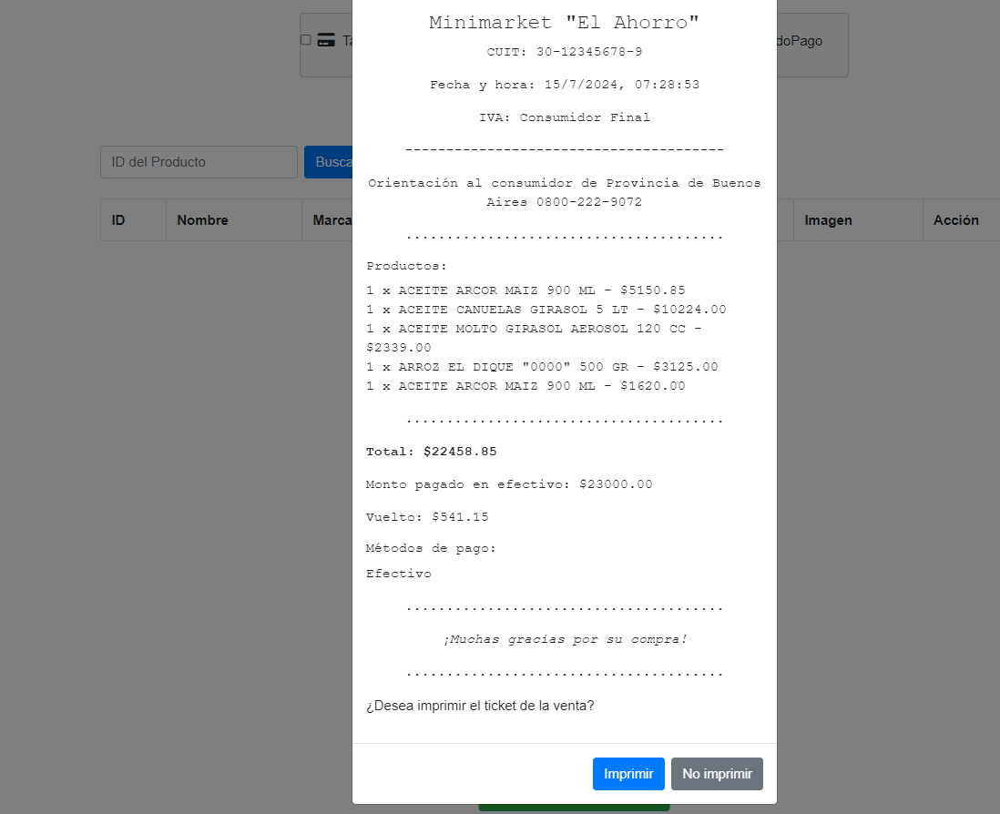 Minimarket "El Ahorro"
CUIT: 30-12345678-9
doPago
Fecha y hora: 15/7/2024, 07:28:53
IVA: Consumidor Final
---------------------------------------
ID del Producto
Orientación al consumidor de Provincia de Buenos
Aires 0800-222-9072
ID Nombre Marca Imagen Acción
.......................................
Productos:
1 x ACEITE ARCOR MAIZ 900 ML - $5150.85
1 x ACEITE CANUELAS GIRASOL 5 LT - $10224.00
1 x ACEITE MOLTO GIRASOL AEROSOL 120 CC -
$2339.00
1 x ARROZ EL DIQUE "0000" 500 GR - $3125.00
1 x ACEITE ARCOR MAIZ 900 ML - $1620.00
.......................................
Total: $22458.85
Monto pagado en efectivo: $23000.00
Vuelto: $541.15
Métodos de pago:
Efectivo
.......................................
¡Muchas gracias por su compra!
.......................................
¿Desea imprimir el ticket de la venta?
Imprimir No imprimir